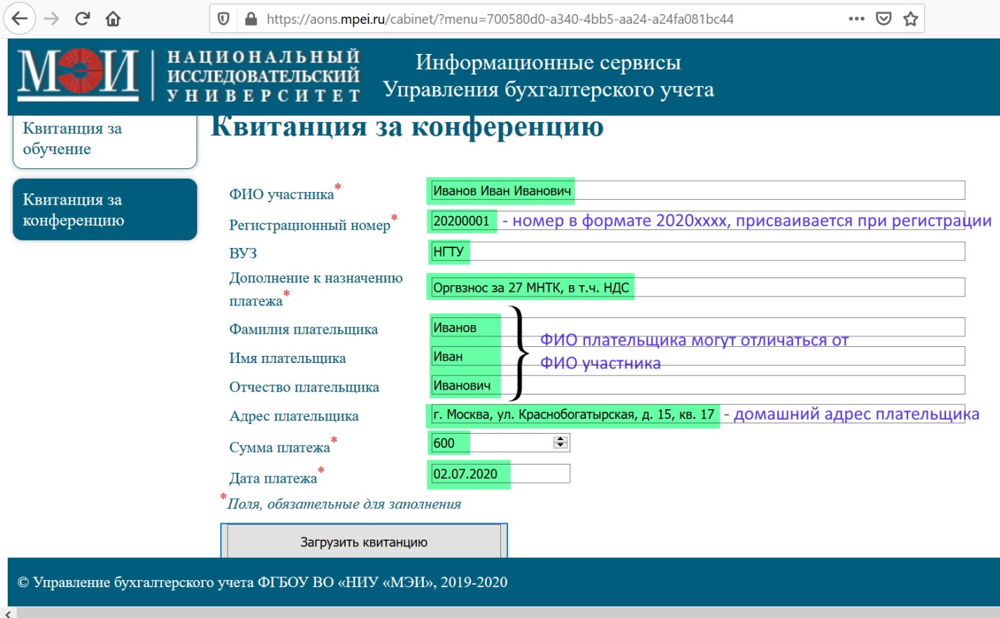 https://aons.mpei.ru/cabinet/?menu=700580d0-a340-4bb5-aa24-a24fa081bc44
МЭИ
НАЦИОНАЛЬНЫЙ
ИССЛЕДОВАТЕЛЬСКИЙ
УНИВЕРСИТЕТ
Информационные сервисы
Управления бухгалтерского учета
Квитанция за
обучение
Квитанция за
конференцию
Квитанция за конференцию
ФИО участника* Иванов Иван Иванович
Регистрационный номер* 20200001 - номер в формате 2020xxxx, присваивается при регистрации
ВУЗ НГТУ
Дополнение к назначению
платежа* Оргвзнос за 27 МНТК, в т.ч. НДС
Фамилия плательщика Иванов
Имя плательщика Иван
Отчество плательщика Иванович
ФИО плательщика могут отличаться от
ФИО участника
Адрес плательщика г. Москва, ул. Краснобогатырская, д. 15, кв. 17 - домашний адрес плательщика
Сумма платежа* 600
Дата платежа* 02.07.2020
*Поля, обязательные для заполнения
Загрузить квитанцию
© Управление бухгалтерского учета ФГБОУ ВО «НИУ «МЭИ», 2019-2020